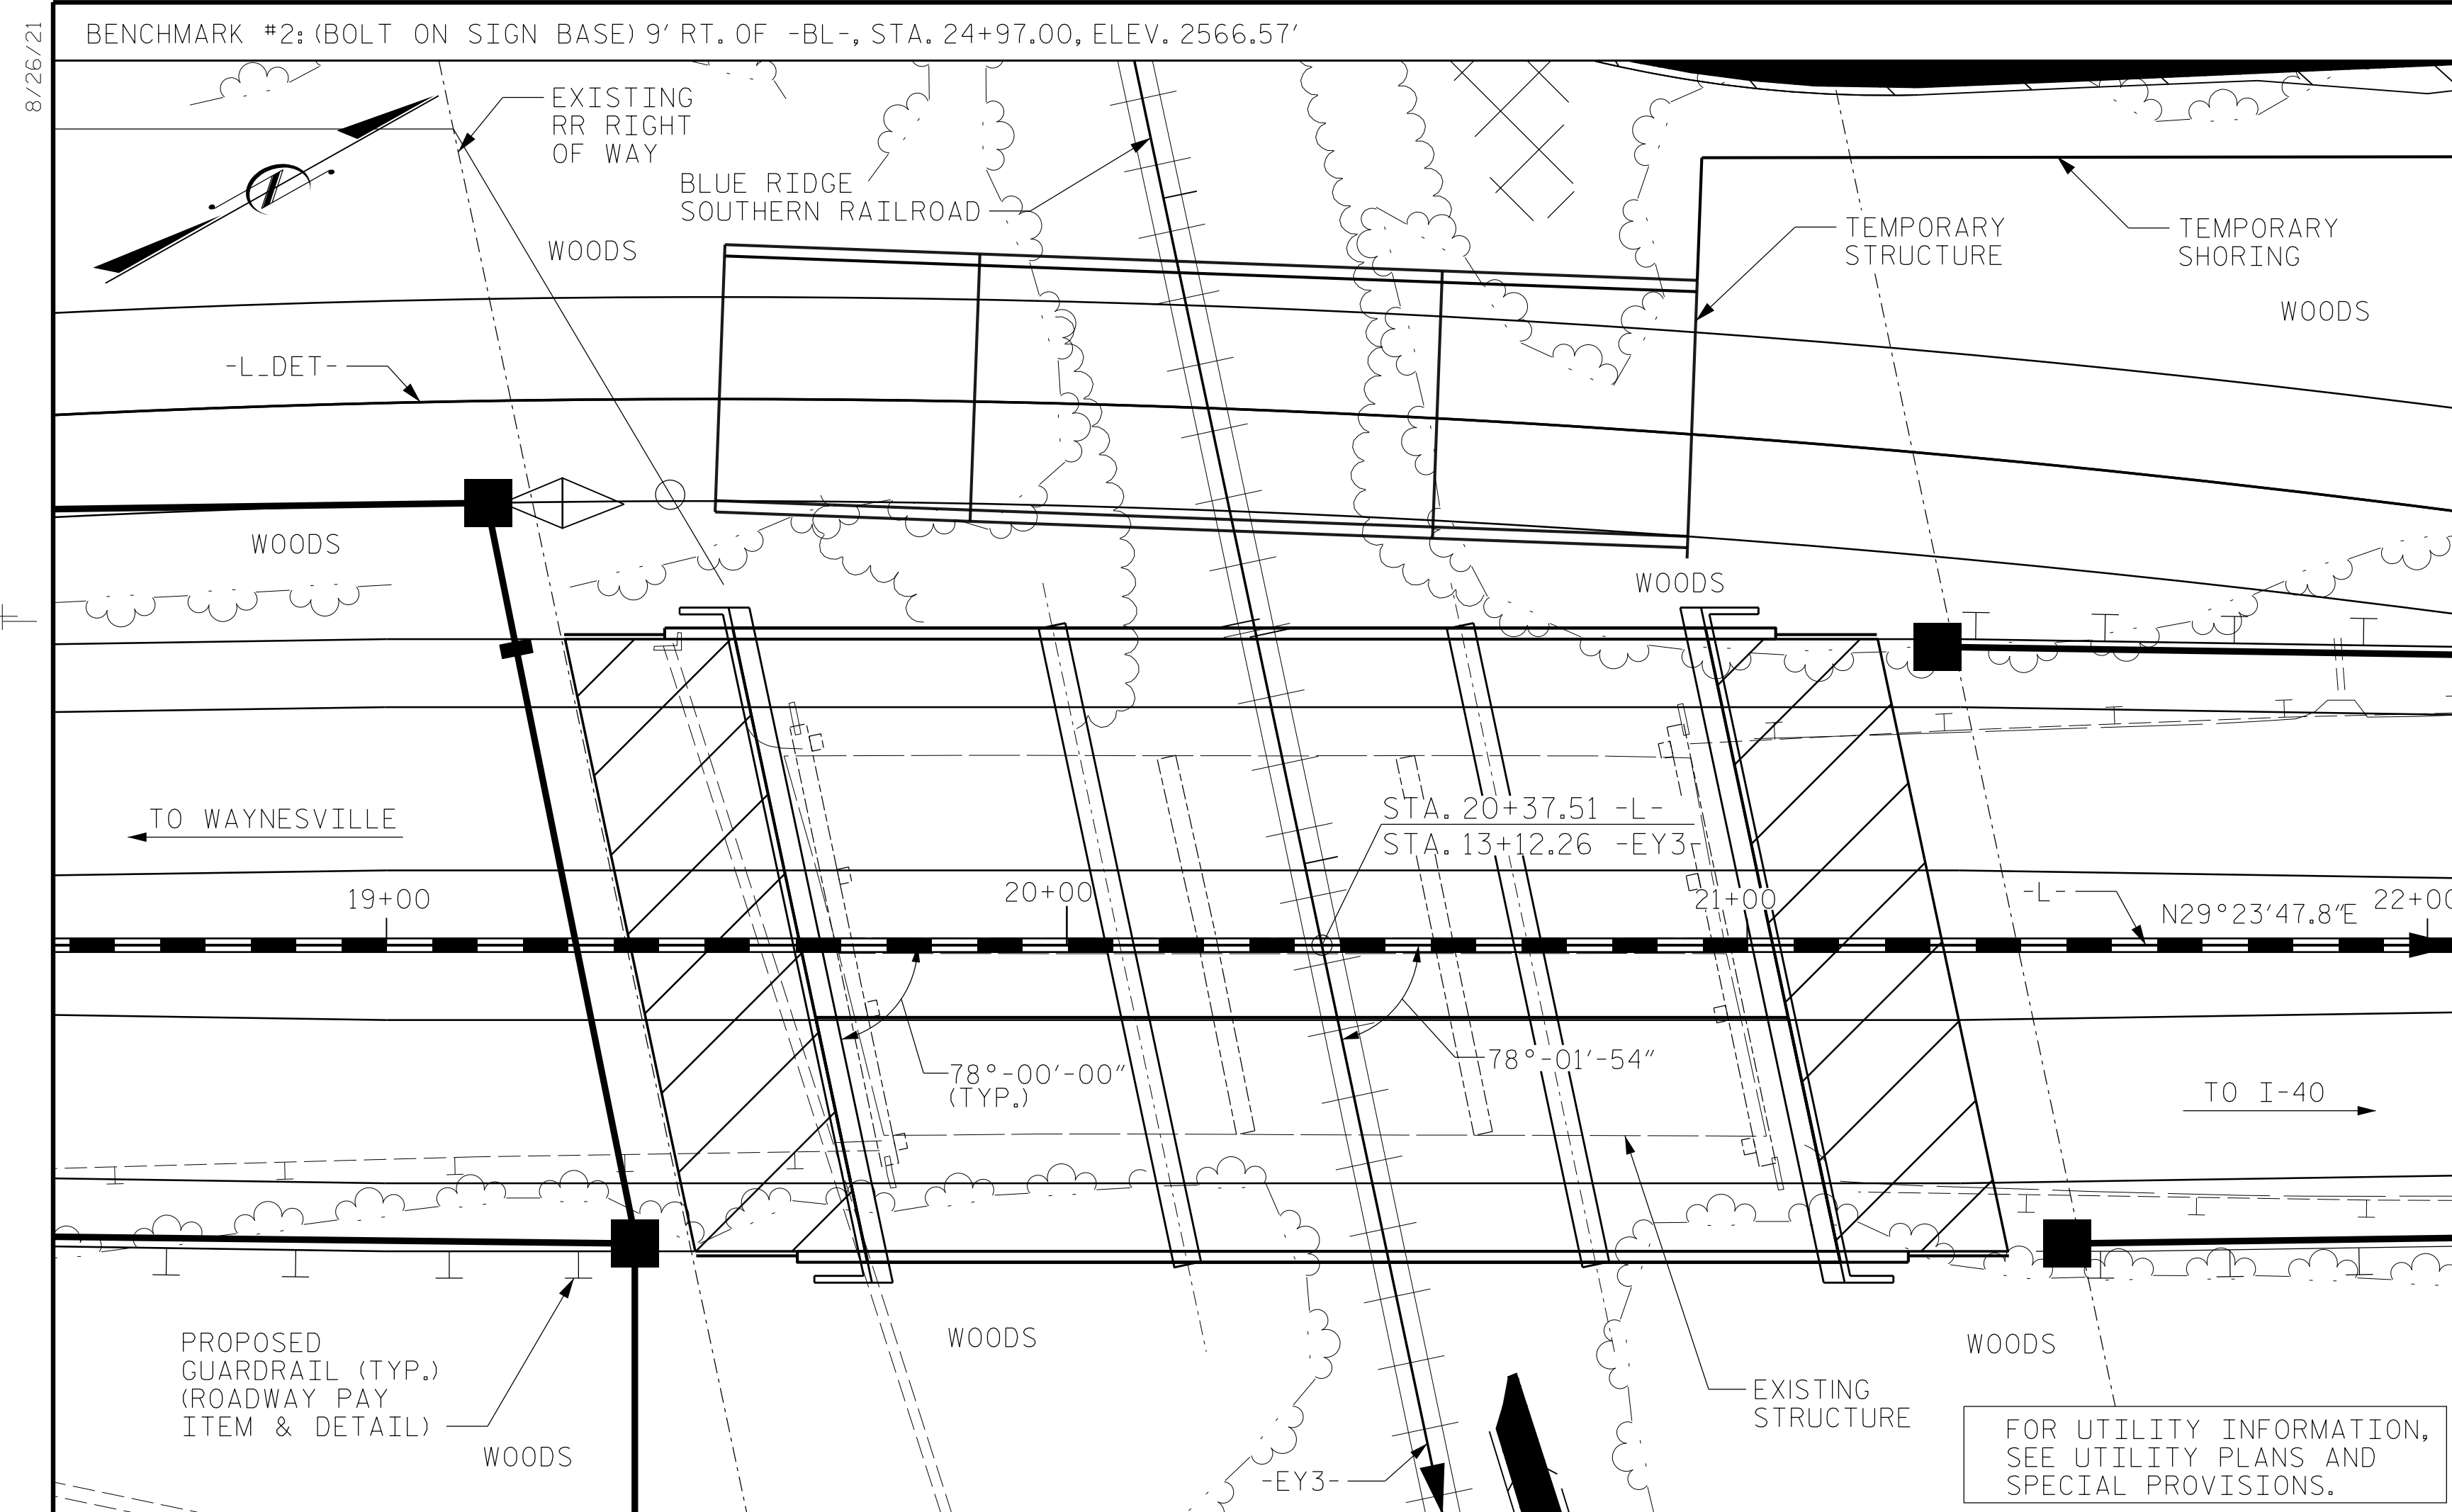 8/26/21
BENCHMARK #2: (BOLT ON SIGN BASE) 9' RT. OF -BL-, STA. 24+97.00, ELEV. 2566.57'
EXISTING
RR RIGHT
OF WAY
BLUE RIDGE
SOUTHERN RAILROAD
N
WOODS
TEMPORARY
STRUCTURE
TEMPORARY
SHORING
WOODS
-L_DET-
WOODS
WOODS
TO WAYNESVILLE
STA. 20+37.51 -L-
STA. 13+12.26 -EY3-
19+00
20+00
21+00
-L-
N29°23'47.8"E
22+00
78°-00'-00"
(TYP.)
78°-01'-54"
TO I-40
PROPOSED
GUARDRAIL (TYP.)
(ROADWAY PAY
ITEM & DETAIL)
WOODS
WOODS
WOODS
EXISTING
STRUCTURE
-EY3-
FOR UTILITY INFORMATION,
SEE UTILITY PLANS AND
SPECIAL PROVISIONS.